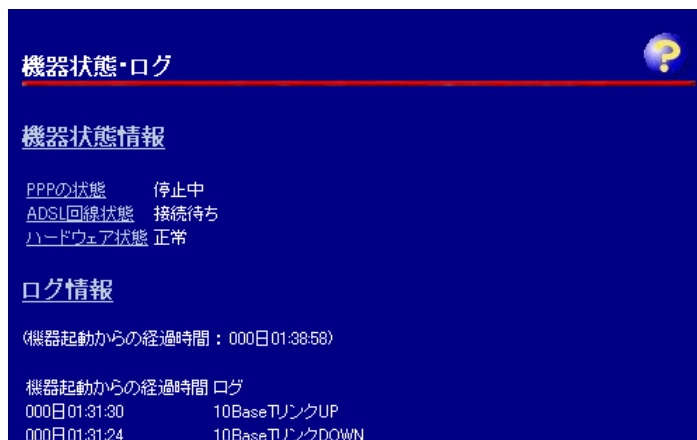 機器状態・ログ
?
機器状態情報
PPPの状態 停止中
ADSL回線状態 接続待ち
ハードウェア状態 正常
ログ情報
(機器起動からの経過時間：000日01:38:58)
機器起動からの経過時間 ログ
000日01:31:30 10BaseTリンクUP
000日01:31:24 10BaseTリンクDOWN